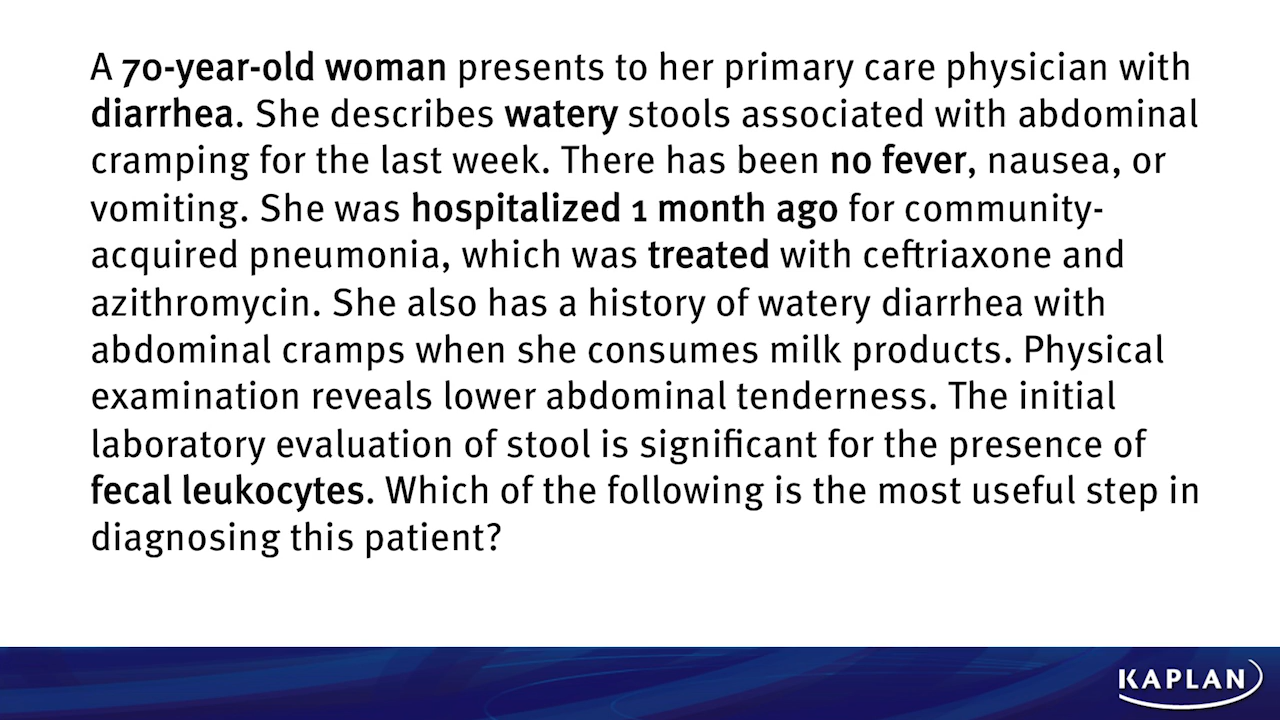 A 70-year-old woman presents to her primary care physician with
diarrhea. She describes watery stools associated with abdominal
cramping for the last week. There has been no fever, nausea, or
vomiting. She was hospitalized 1 month ago for community-
acquired pneumonia, which was treated with ceftriaxone and
azithromycin. She also has a history of watery diarrhea with
abdominal cramps when she consumes milk products. Physical
examination reveals lower abdominal tenderness. The initial
laboratory evaluation of stool is significant for the presence of
fecal leukocytes. Which of the following is the most useful step in
diagnosing this patient?
KAPLAN